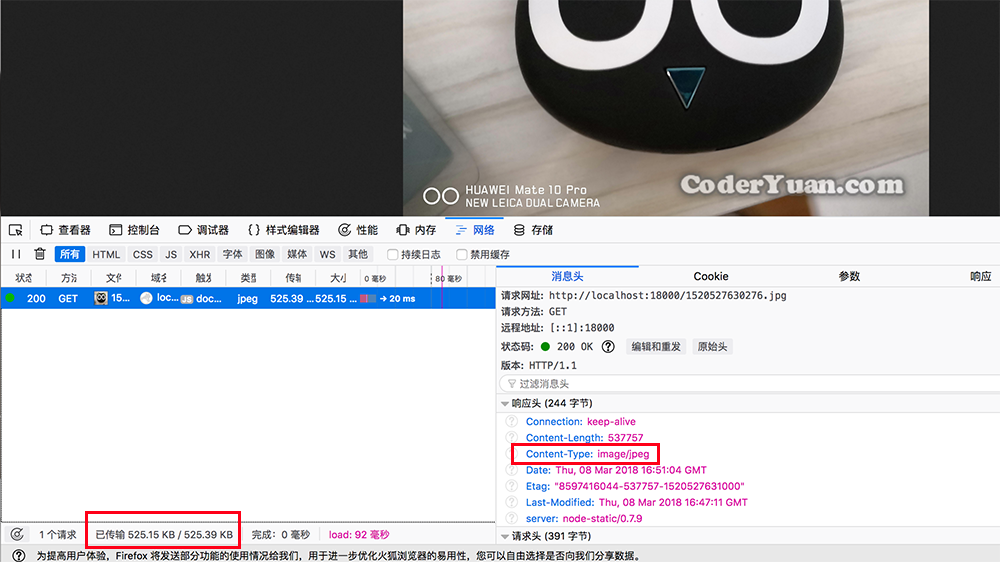 HUAWEI Mate 10 Pro
NEW LEICA DUAL CAMERA
CoderYuan.com
查看器 控制台 调试器 {} 样式编辑器 性能 内存 网络 存储
所有 HTML CSS JS XHR 字体 图像 媒体 WS 其他 持续日志 禁用缓存
状态 方法 文件 域名 触发 类型 传输 大小 0 毫秒 80 毫秒
200 GET 15… loc… JS doc… jpeg 525.39 … 525.15 … → 20 ms
1 个请求 已传输 525.15 KB / 525.39 KB 完成：0 毫秒 load: 92 毫秒
消息头 Cookie 参数 响应
请求网址: http://localhost:18000/1520527630276.jpg
请求方法: GET
远程地址: [::1]:18000
状态码: 200 OK 编辑和重发 原始头
版本: HTTP/1.1
过滤消息头
响应头 (244 字节)
Connection: keep-alive
Content-Length: 537757
Content-Type: image/jpeg
Date: Thu, 08 Mar 2018 16:51:04 GMT
Etag: "8597416044-537757-1520527631000"
Last-Modified: Thu, 08 Mar 2018 16:47:11 GMT
server: node-static/0.7.9
请求头 (391 字节)
为提高用户体验，Firefox 将发送部分功能的使用情况给我们，用于进一步优化火狐浏览器的易用性，您可以自由选择是否向我们分享数据。